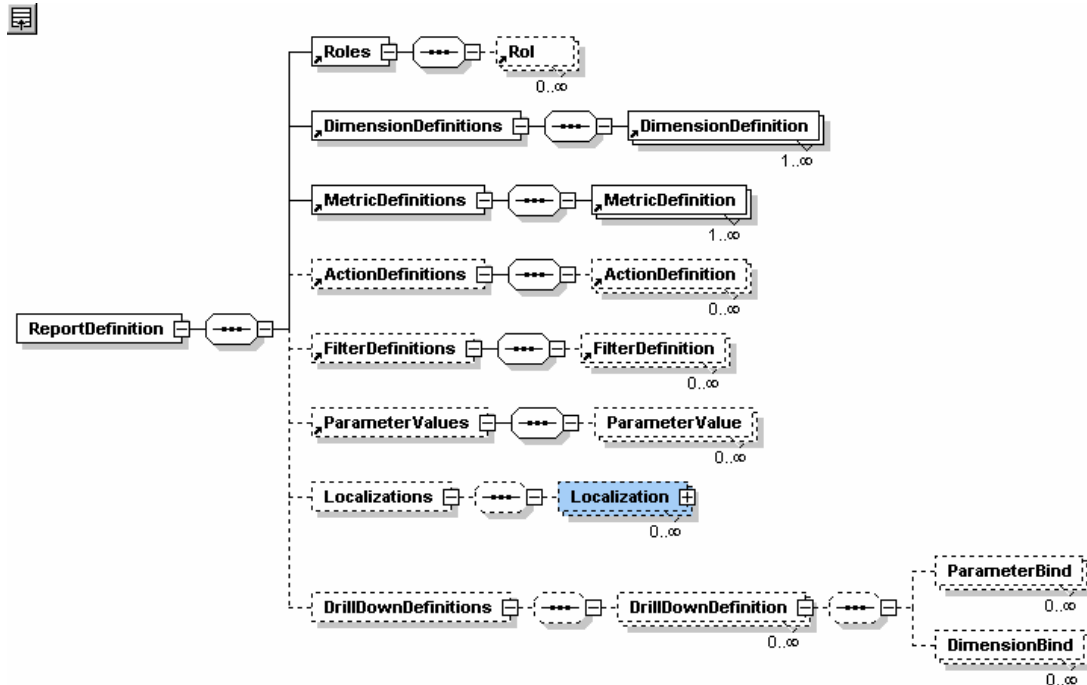 Roles
Rol
0..∞
DimensionDefinitions
DimensionDefinition
1..∞
MetricDefinitions
MetricDefinition
1..∞
ActionDefinitions
ActionDefinition
0..∞
ReportDefinition
FilterDefinitions
FilterDefinition
0..∞
ParameterValues
ParameterValue
0..∞
Localizations
Localization
0..∞
DrillDownDefinitions
DrillDownDefinition
0..∞
ParameterBind
0..∞
DimensionBind
0..∞